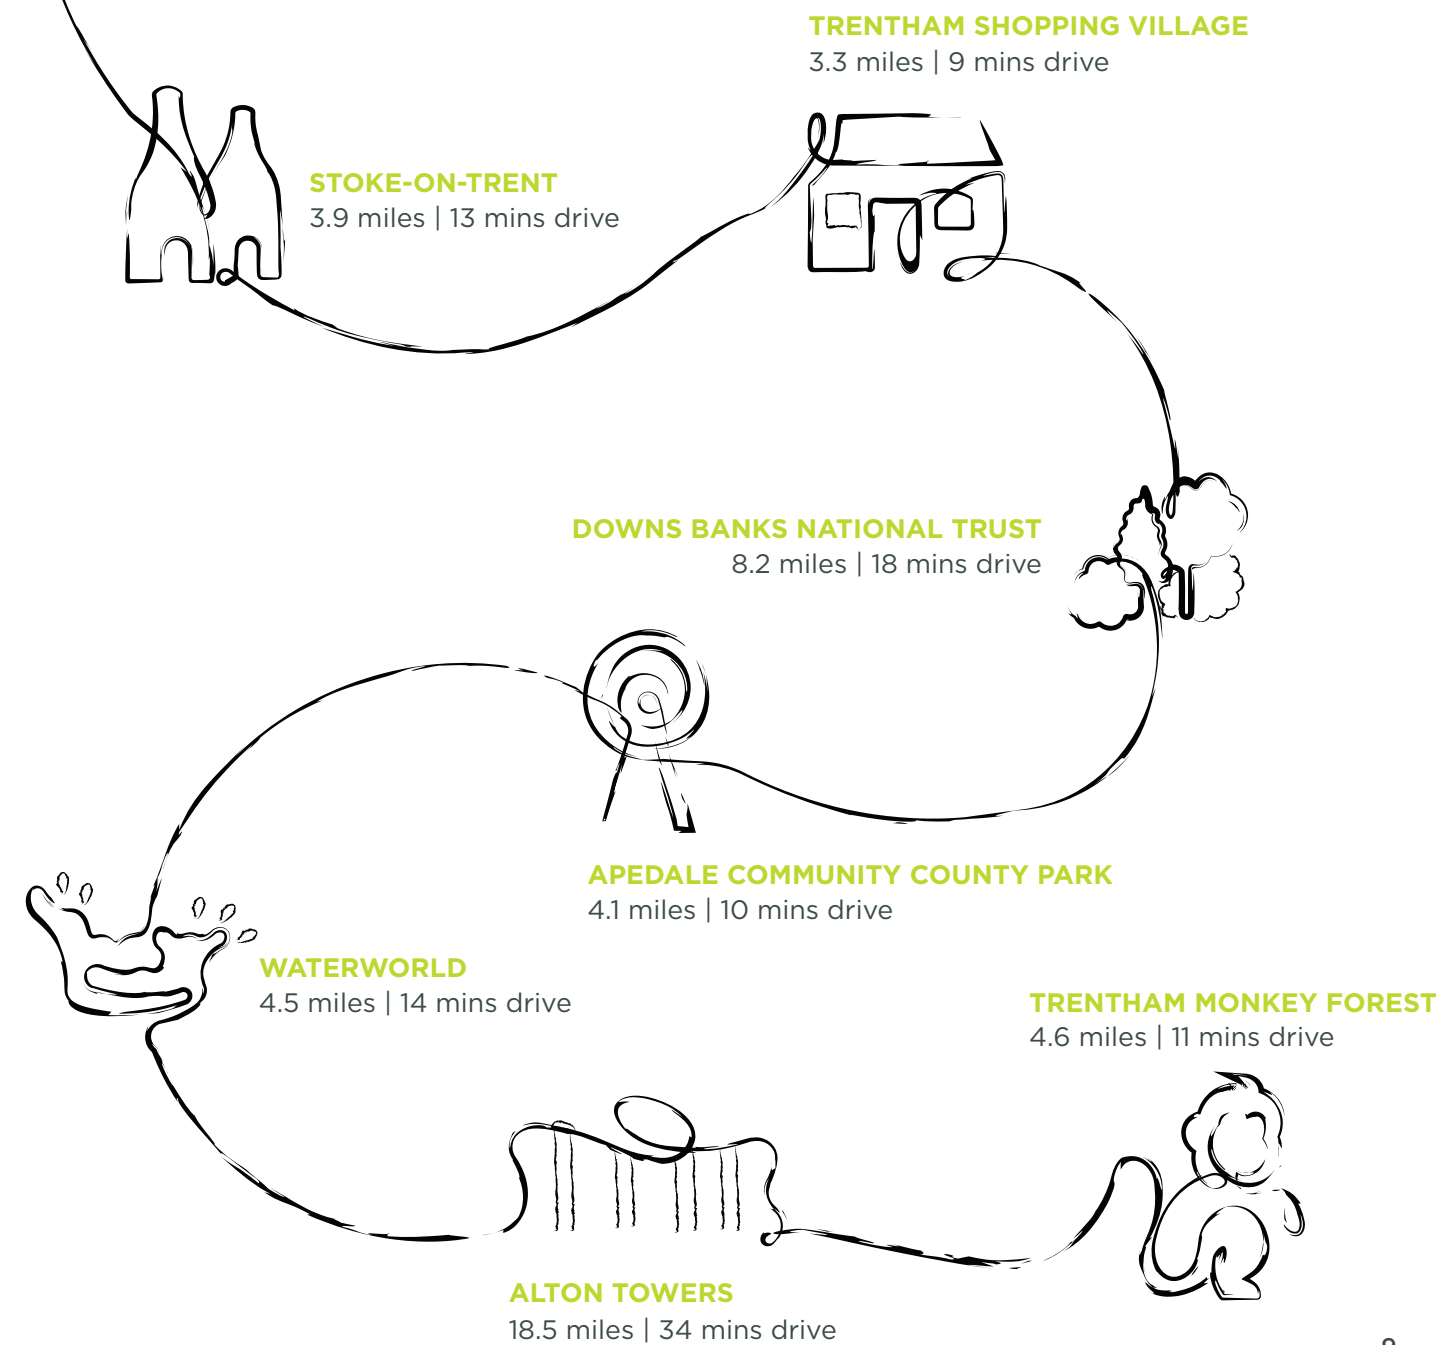 TRENTHAM SHOPPING VILLAGE
3.3 miles | 9 mins drive
STOKE-ON-TRENT
3.9 miles | 13 mins drive
DOWNS BANKS NATIONAL TRUST
8.2 miles | 18 mins drive
APEDALE COMMUNITY COUNTY PARK
4.1 miles | 10 mins drive
WATERWORLD
4.5 miles | 14 mins drive
TRENTHAM MONKEY FOREST
4.6 miles | 11 mins drive
ALTON TOWERS
18.5 miles | 34 mins drive